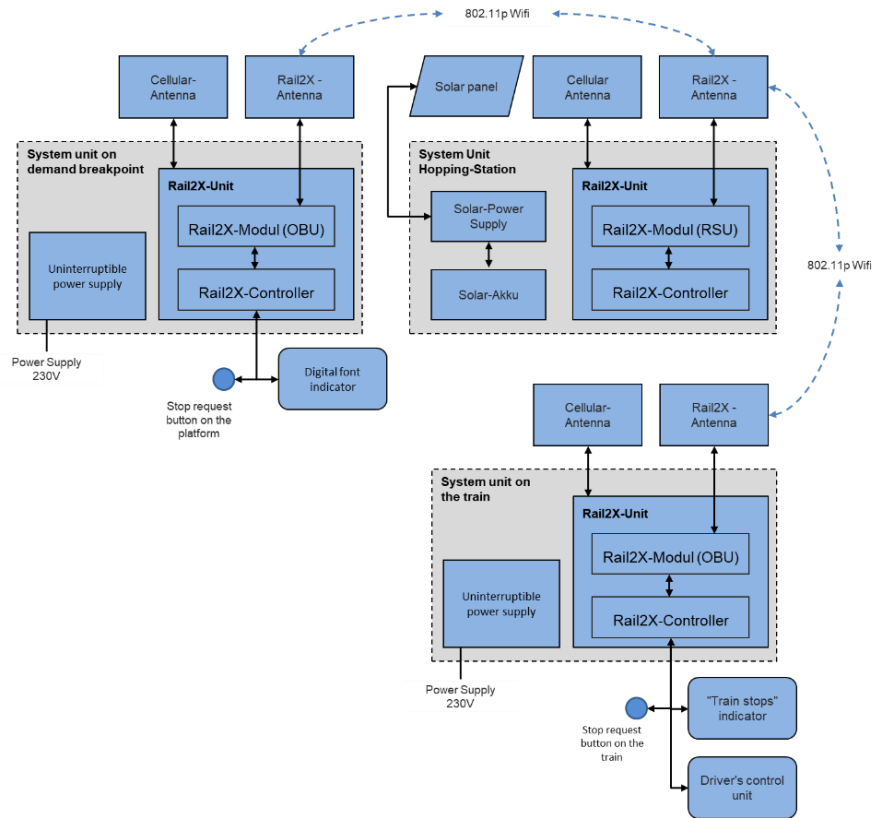 802.11p Wifi
Cellular-
Antenna
Rail2X -
Antenna
Solar panel
Cellular
Antenna
Rail2X -
Antenna
System unit on
demand breakpoint
Rail2X-Unit
Rail2X-Modul (OBU)
Rail2X-Controller
Uninterruptible
power supply
Power Supply
230V
Stop request
button on the
platform
Digital font
indicator
System Unit
Hopping-Station
Solar-Power
Supply
Solar-Akku
Rail2X-Unit
Rail2X-Modul (RSU)
Rail2X-Controller
802.11p Wifi
Cellular-
Antenna
Rail2X -
Antenna
System unit on
the train
Rail2X-Unit
Rail2X-Modul (OBU)
Rail2X-Controller
Uninterruptible
power supply
Power Supply
230V
Stop request
button on the
train
"Train stops"
indicator
Driver's control
unit